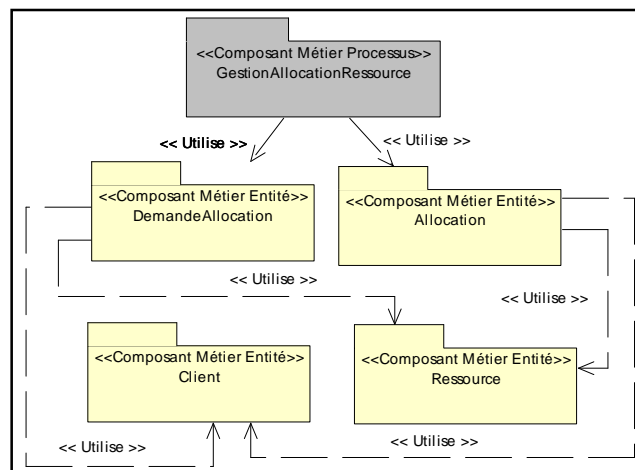 <<Composant Métier Processus>>
GestionAllocationRessource
<< Utilise >>
<< Utilise >>
<<Composant Métier Entité>>
DemandeAllocation
<<Composant Métier Entité>>
Allocation
<< Utilise >>
<< Utilise >>
<<Composant Métier Entité>>
Client
<<Composant Métier Entité>>
Ressource
<< Utilise >>
<< Utilise >>